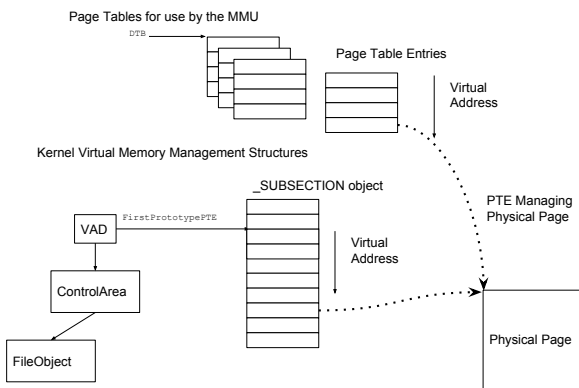 Page Tables for use by the MMU
DTB
Page Table Entries
Virtual
Address
Kernel Virtual Memory Management Structures
_SUBSECTION object
PTE Managing
Physical Page
FirstPrototypePTE
VAD
Virtual
Address
ControlArea
Physical Page
FileObject